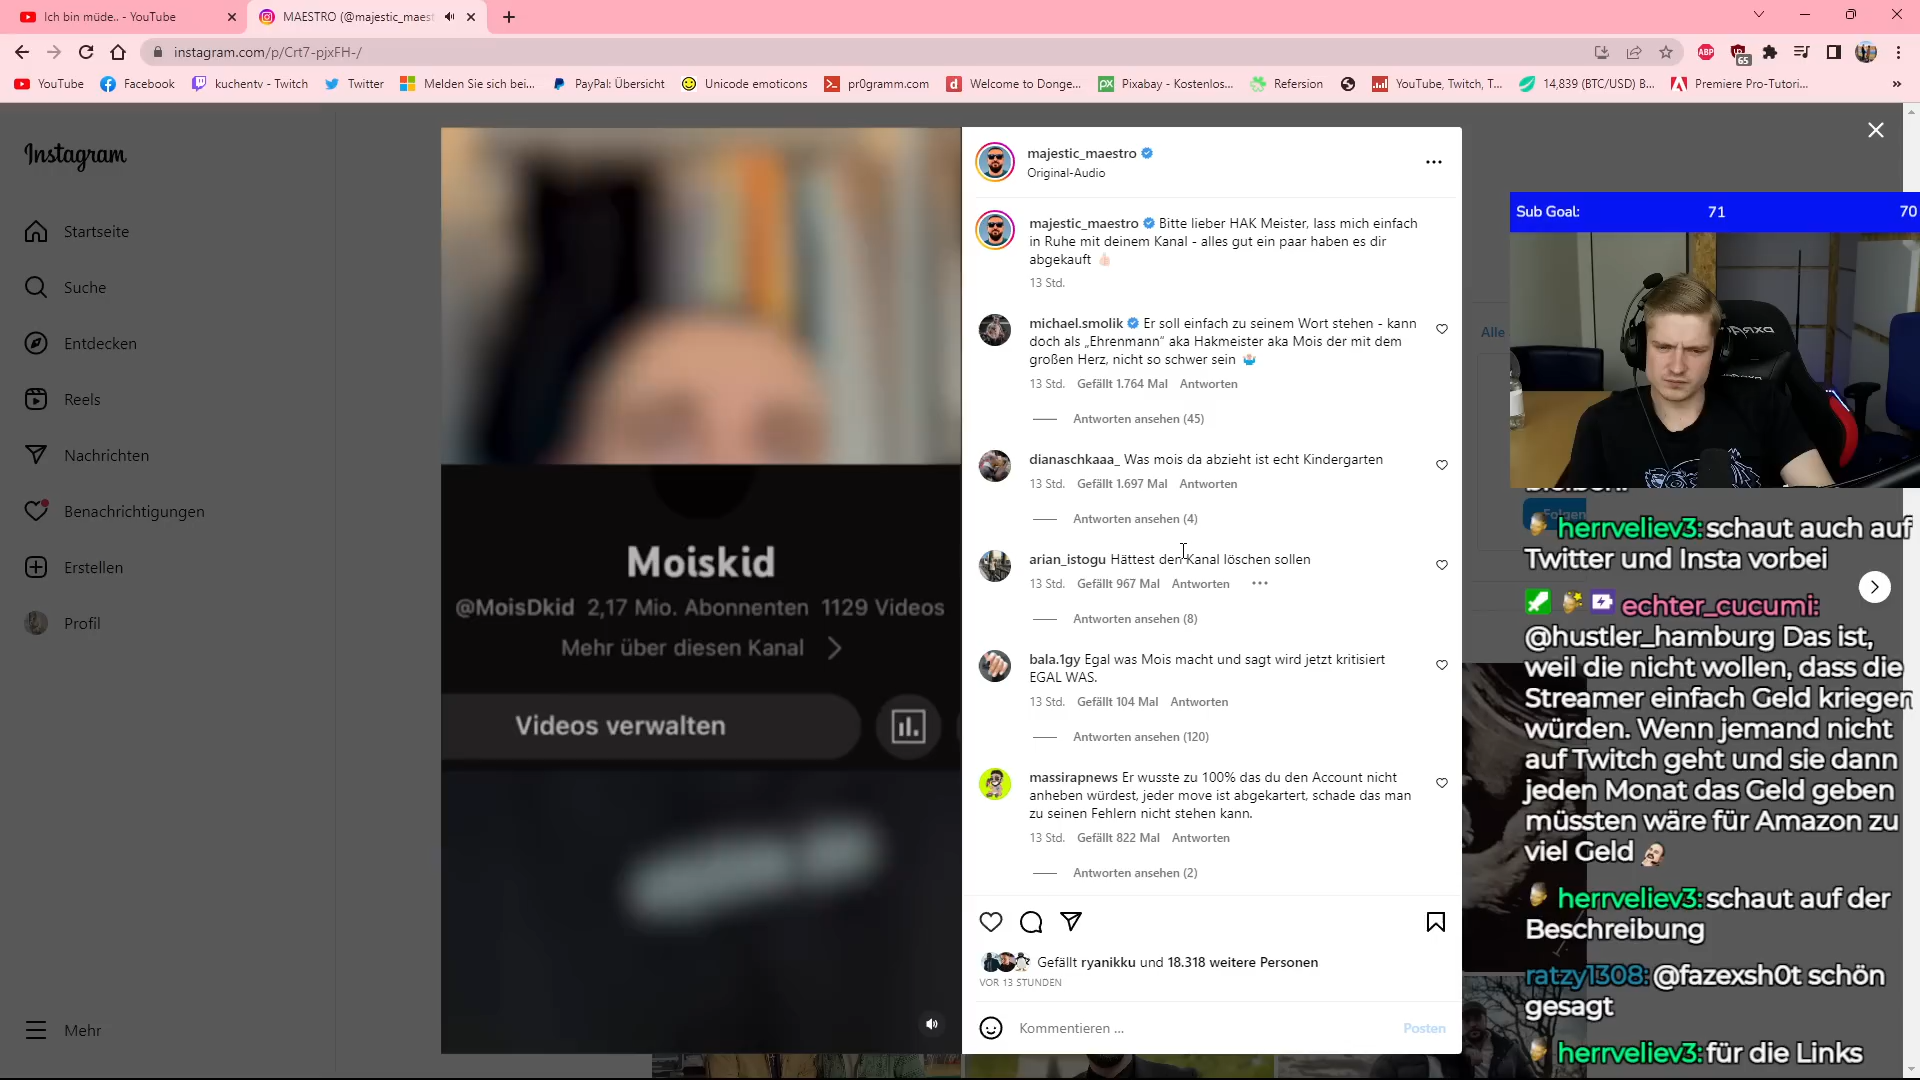 Ich bin müde.. - YouTube
MAESTRO (@majestic_maest
instagram.com/p/Crt7-pjxFH-/
ABP
65
YouTube
Facebook
kuchentv - Twitch
Twitter
Melden Sie sich bei...
PayPal: Übersicht
Unicode emoticons
pr0gramm.com
Welcome to Donge...
Pixabay - Kostenlos...
Refersion
YouTube, Twitch, T...
14,839 (BTC/USD) B...
Premiere Pro-Tutori...
Instagram
Startseite
Suche
Entdecken
Reels
Nachrichten
Benachrichtigungen
Erstellen
Profil
Mehr
Moiskid
@MoisDkid 2,17 Mio. Abonnenten 1129 Videos
Mehr über diesen Kanal
Videos verwalten
majestic_maestro
Original-Audio
majestic_maestro Bitte lieber HAK Meister, lass mich einfach
in Ruhe mit deinem Kanal - alles gut ein paar haben es dir
abgekauft 👍🏻
13 Std.
michael.smolik Er soll einfach zu seinem Wort stehen - kann
doch als „Ehrenmann“ aka Hakmeister aka Mois der mit dem
großen Herz, nicht so schwer sein
13 Std. Gefällt 1.764 Mal Antworten
Antworten ansehen (45)
dianaschkaaa_ Was mois da abzieht ist echt Kindergarten
13 Std. Gefällt 1.697 Mal Antworten
Antworten ansehen (4)
arian_istogu Hättest den Kanal löschen sollen
13 Std. Gefällt 967 Mal Antworten
Antworten ansehen (8)
bala.1gy Egal was Mois macht und sagt wird jetzt kritisiert
EGAL WAS.
13 Std. Gefällt 104 Mal Antworten
Antworten ansehen (120)
massirapnews Er wusste zu 100% das du den Account nicht
anheben würdest, jeder move ist abgekartert, schade das man
zu seinen Fehlern nicht stehen kann.
13 Std. Gefällt 822 Mal Antworten
Antworten ansehen (2)
Gefällt ryanikku und 18.318 weitere Personen
VOR 13 STUNDEN
Kommentieren ...
Posten
Alle
Folgen
Sub Goal: 71 70
herrveliev3: schaut auch auf
Twitter und Insta vorbei
echter_cucumi:
@hustler_hamburg Das ist,
weil die nicht wollen, dass die
Streamer einfach Geld kriegen
würden. Wenn jemand nicht
auf Twitch geht und sie dann
jeden Monat das Geld geben
müssten wäre für Amazon zu
viel Geld
herrveliev3: schaut auf der
Beschreibung
ratzy1308: @fazexsh0t schön
gesagt
herrveliev3: für die Links